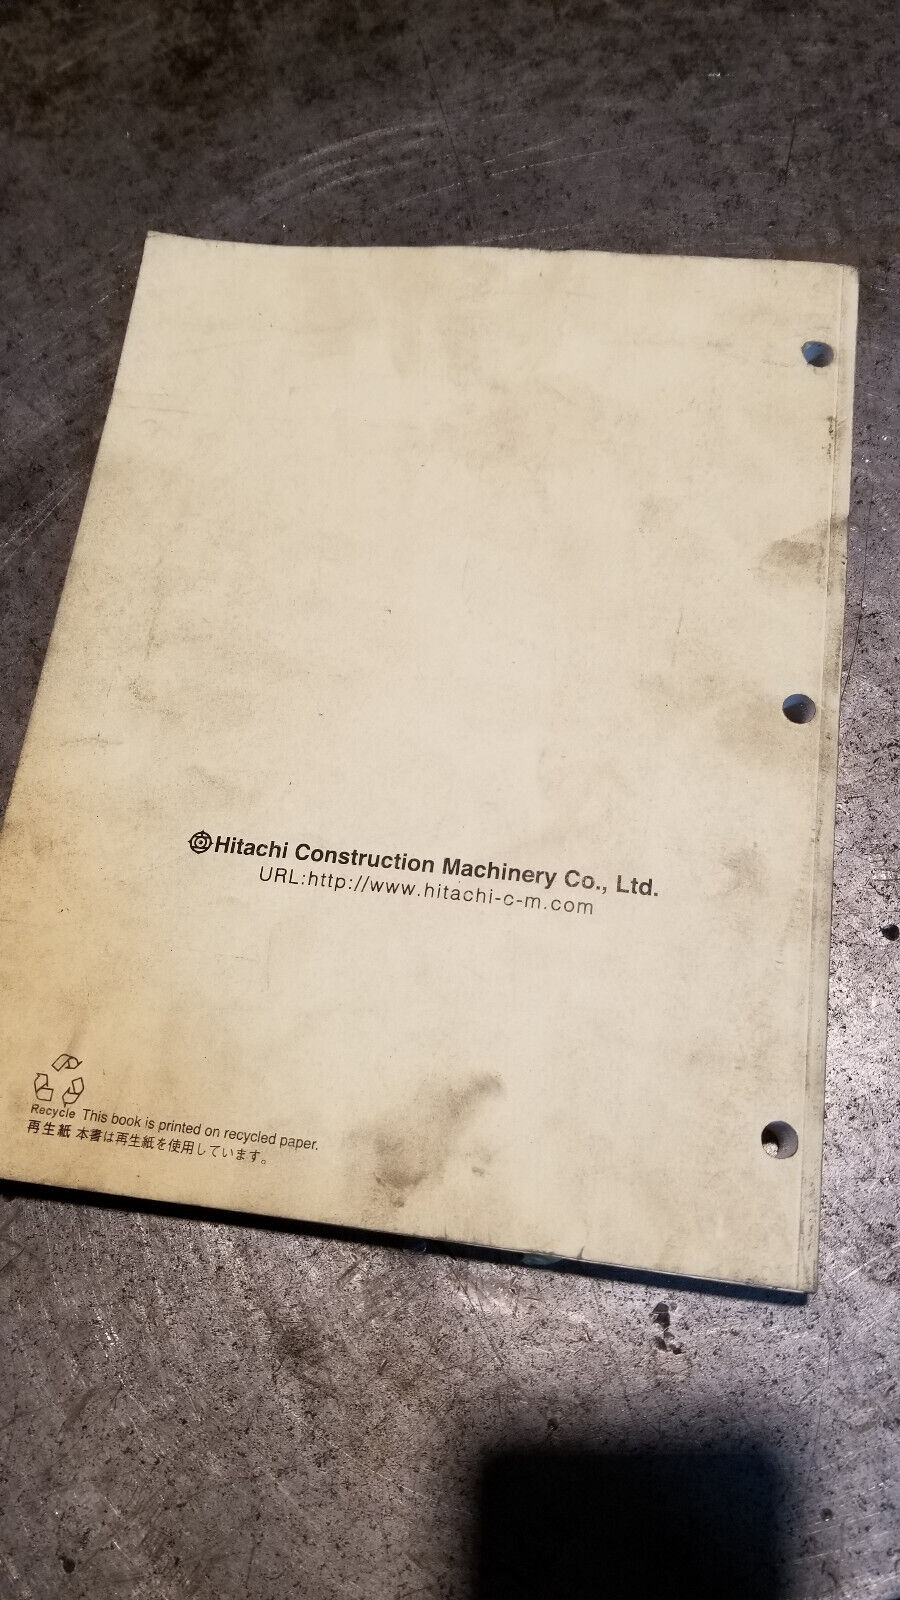 Hitachi Construction Machinery Co., Ltd.
URL:http://www.hitachi-c-m.com
Recycle This book is printed on recycled paper.
再生紙 本書は再生紙を使用しています。